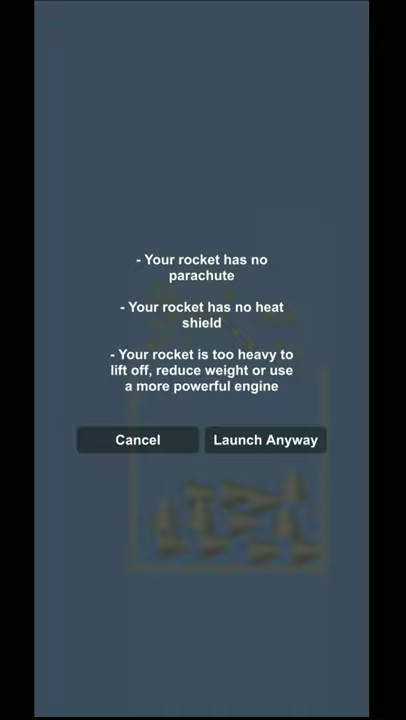 - Your rocket has no
parachute
- Your rocket has no heat
shield
- Your rocket is too heavy to
lift off, reduce weight or use
a more powerful engine
Cancel
Launch Anyway